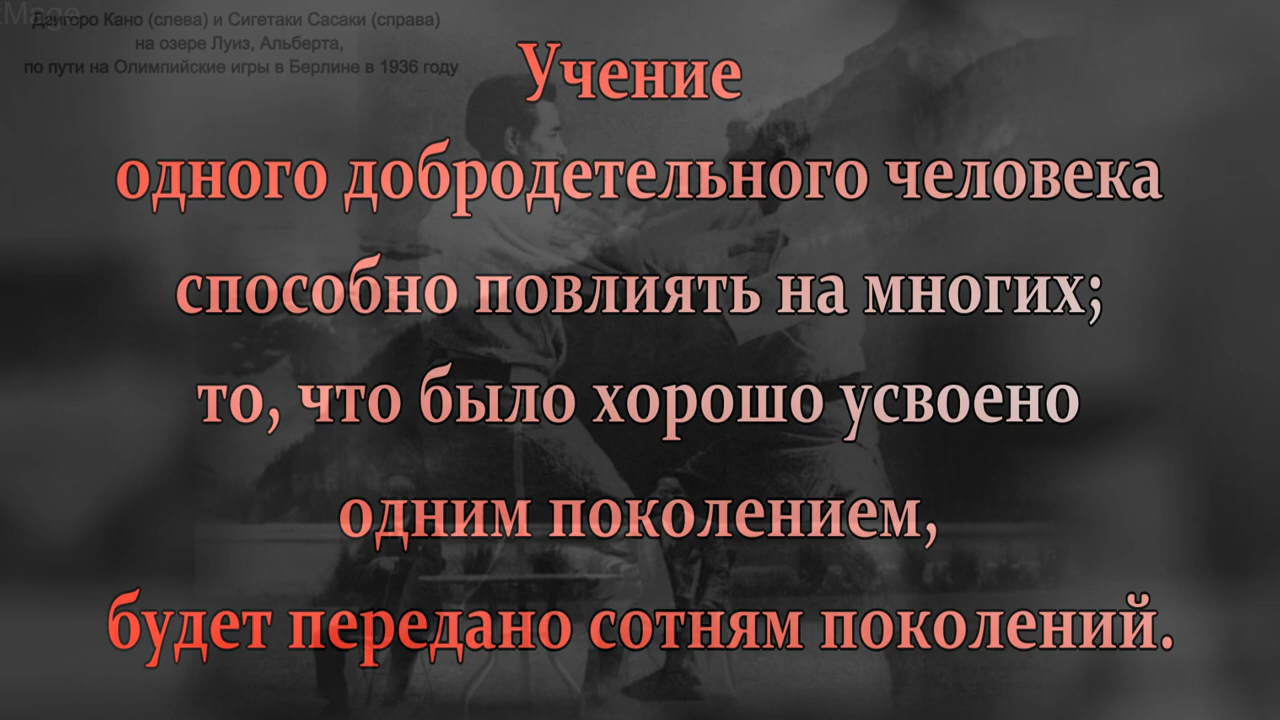 Дзигоро Кано (слева) и Сигетаки Сасаки (справа)
на озере Луиз, Альберта,
по пути на Олимпийские игры в Берлине в 1936 году
Учение
одного добродетельного человека
способно повлиять на многих;
то, что было хорошо усвоено
одним поколением,
будет передано сотням поколений.